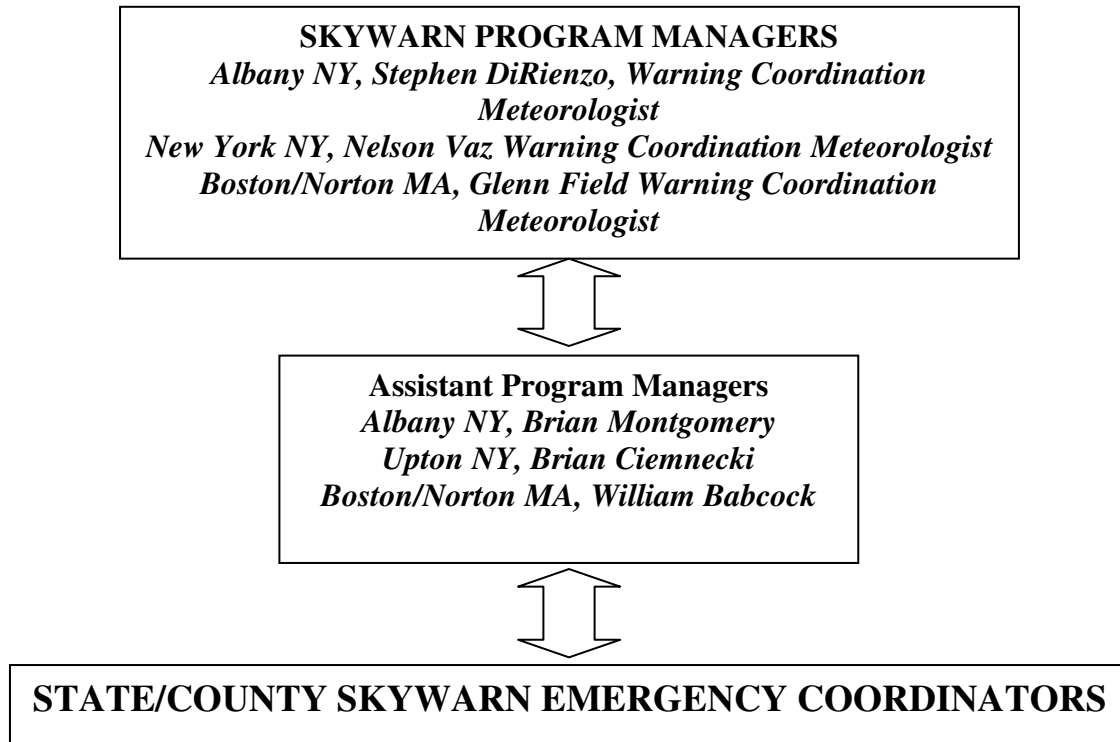 SKYWARN PROGRAM MANAGERS
Albany NY, Stephen DiRienzo, Warning Coordination
Meteorologist
New York NY, Nelson Vaz Warning Coordination Meteorologist
Boston/Norton MA, Glenn Field Warning Coordination
Meteorologist
Assistant Program Managers
Albany NY, Brian Montgomery
Upton NY, Brian Ciemnecki
Boston/Norton MA, William Babcock
STATE/COUNTY SKYWARN EMERGENCY COORDINATORS